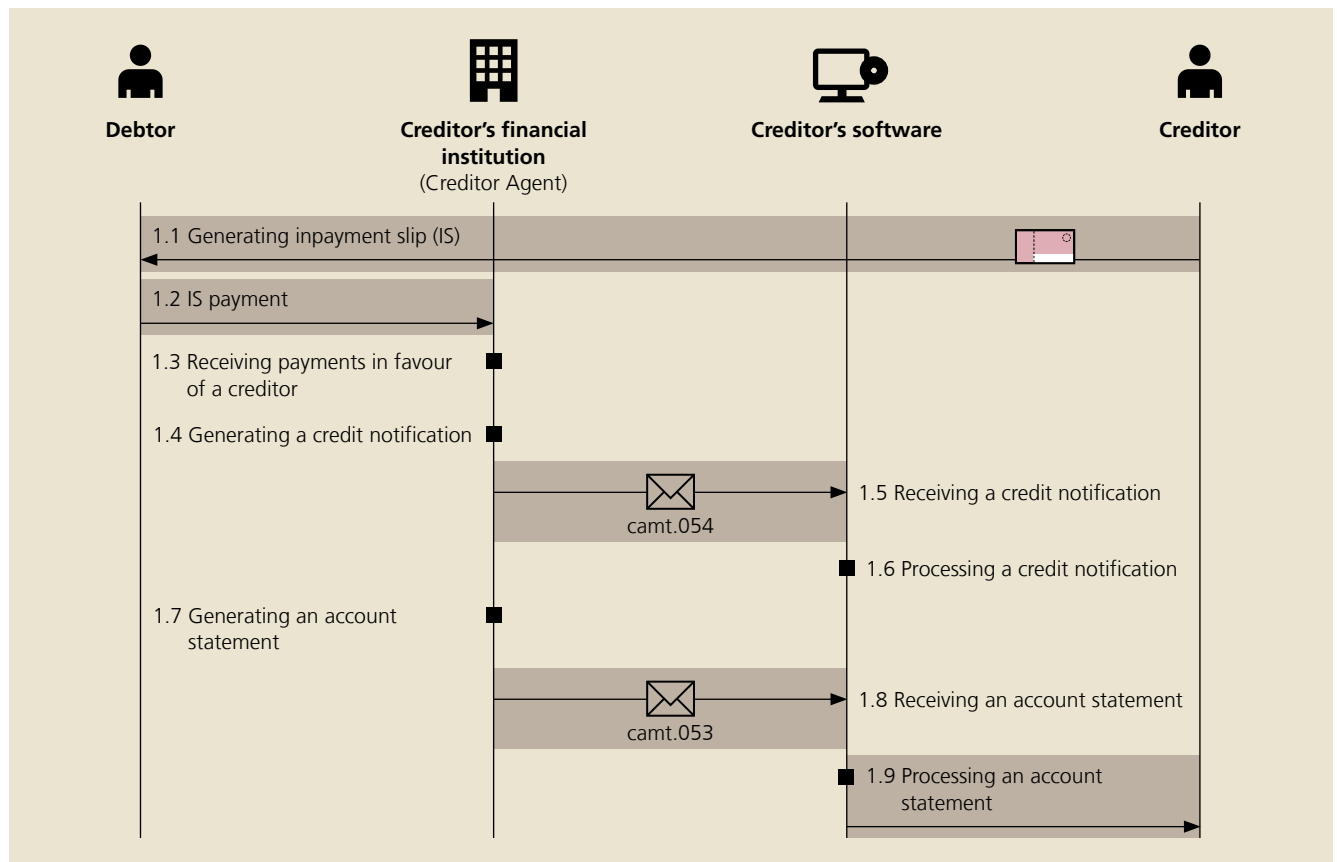 Debtor
Creditor's financial
institution
(Creditor Agent)
Creditor's software
Creditor
1.1 Generating inpayment slip (IS)
1.2 IS payment
1.3 Receiving payments in favour
of a creditor
1.4 Generating a credit notification
camt.054
1.5 Receiving a credit notification
1.6 Processing a credit notification
1.7 Generating an account
statement
camt.053
1.8 Receiving an account statement
1.9 Processing an account
statement